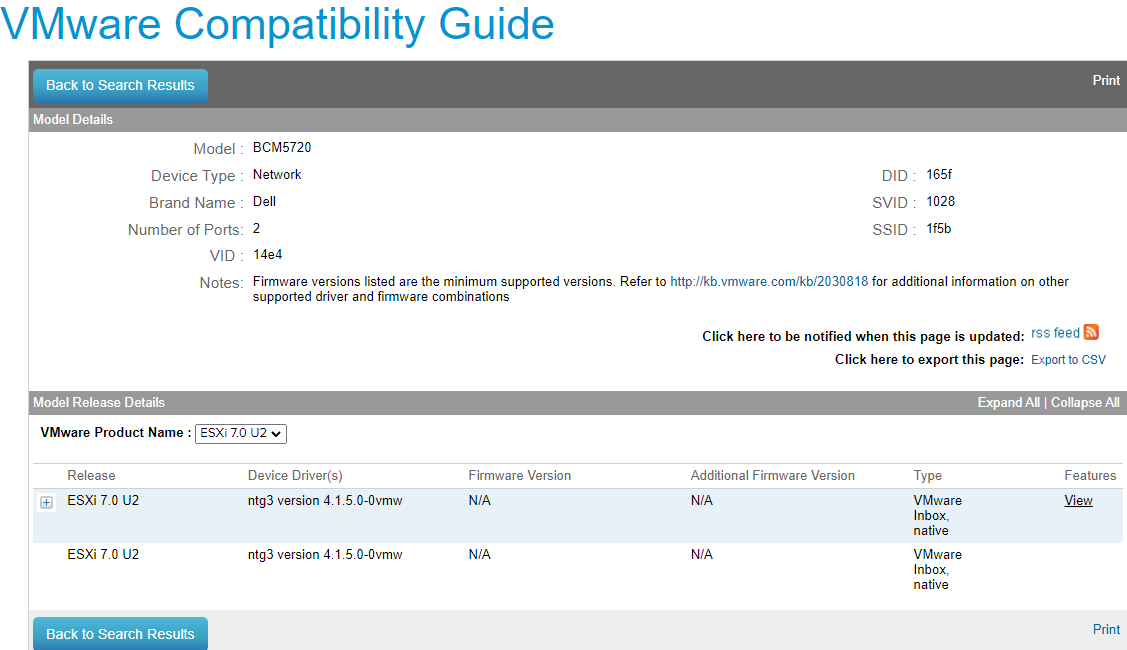 VMware Compatibility Guide
Back to Search Results
Print
Model Details
Model : BCM5720
Device Type : Network
DID : 165f
Brand Name : Dell
SVID : 1028
Number of Ports: 2
SSID : 1f5b
VID : 14e4
Notes: Firmware versions listed are the minimum supported versions. Refer to http://kb.vmware.com/kb/2030818 for additional information on other
supported driver and firmware combinations
Click here to be notified when this page is updated: rss feed
Click here to export this page: Export to CSV
Model Release Details
Expand All | Collapse All
VMware Product Name : ESXi 7.0 U2
Release Device Driver(s) Firmware Version Additional Firmware Version Type Features
ESXi 7.0 U2 ntg3 version 4.1.5.0-0vmw N/A N/A VMware View
Inbox,
native
ESXi 7.0 U2 ntg3 version 4.1.5.0-0vmw N/A N/A VMware
Inbox,
native
Back to Search Results
Print